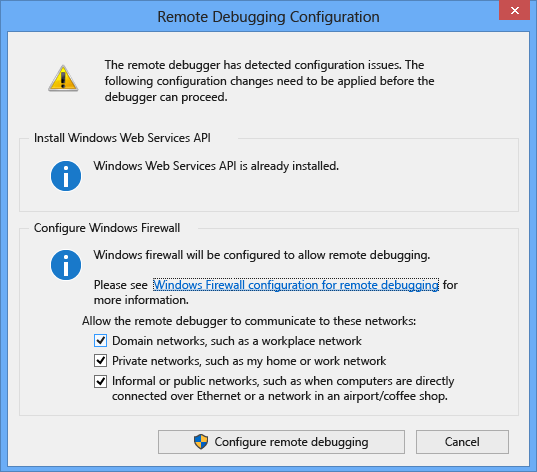 Remote Debugging Configuration
The remote debugger has detected configuration issues. The
following configuration changes need to be applied before the
debugger can proceed.
Install Windows Web Services API
Windows Web Services API is already installed.
Configure Windows Firewall
Windows firewall will be configured to allow remote debugging.
Please see Windows Firewall configuration for remote debugging for
more information.
Allow the remote debugger to communicate to these networks:
Domain networks, such as a workplace network
Private networks, such as my home or work network
Informal or public networks, such as when computers are directly
connected over Ethernet or a network in an airport/coffee shop.
Configure remote debugging
Cancel